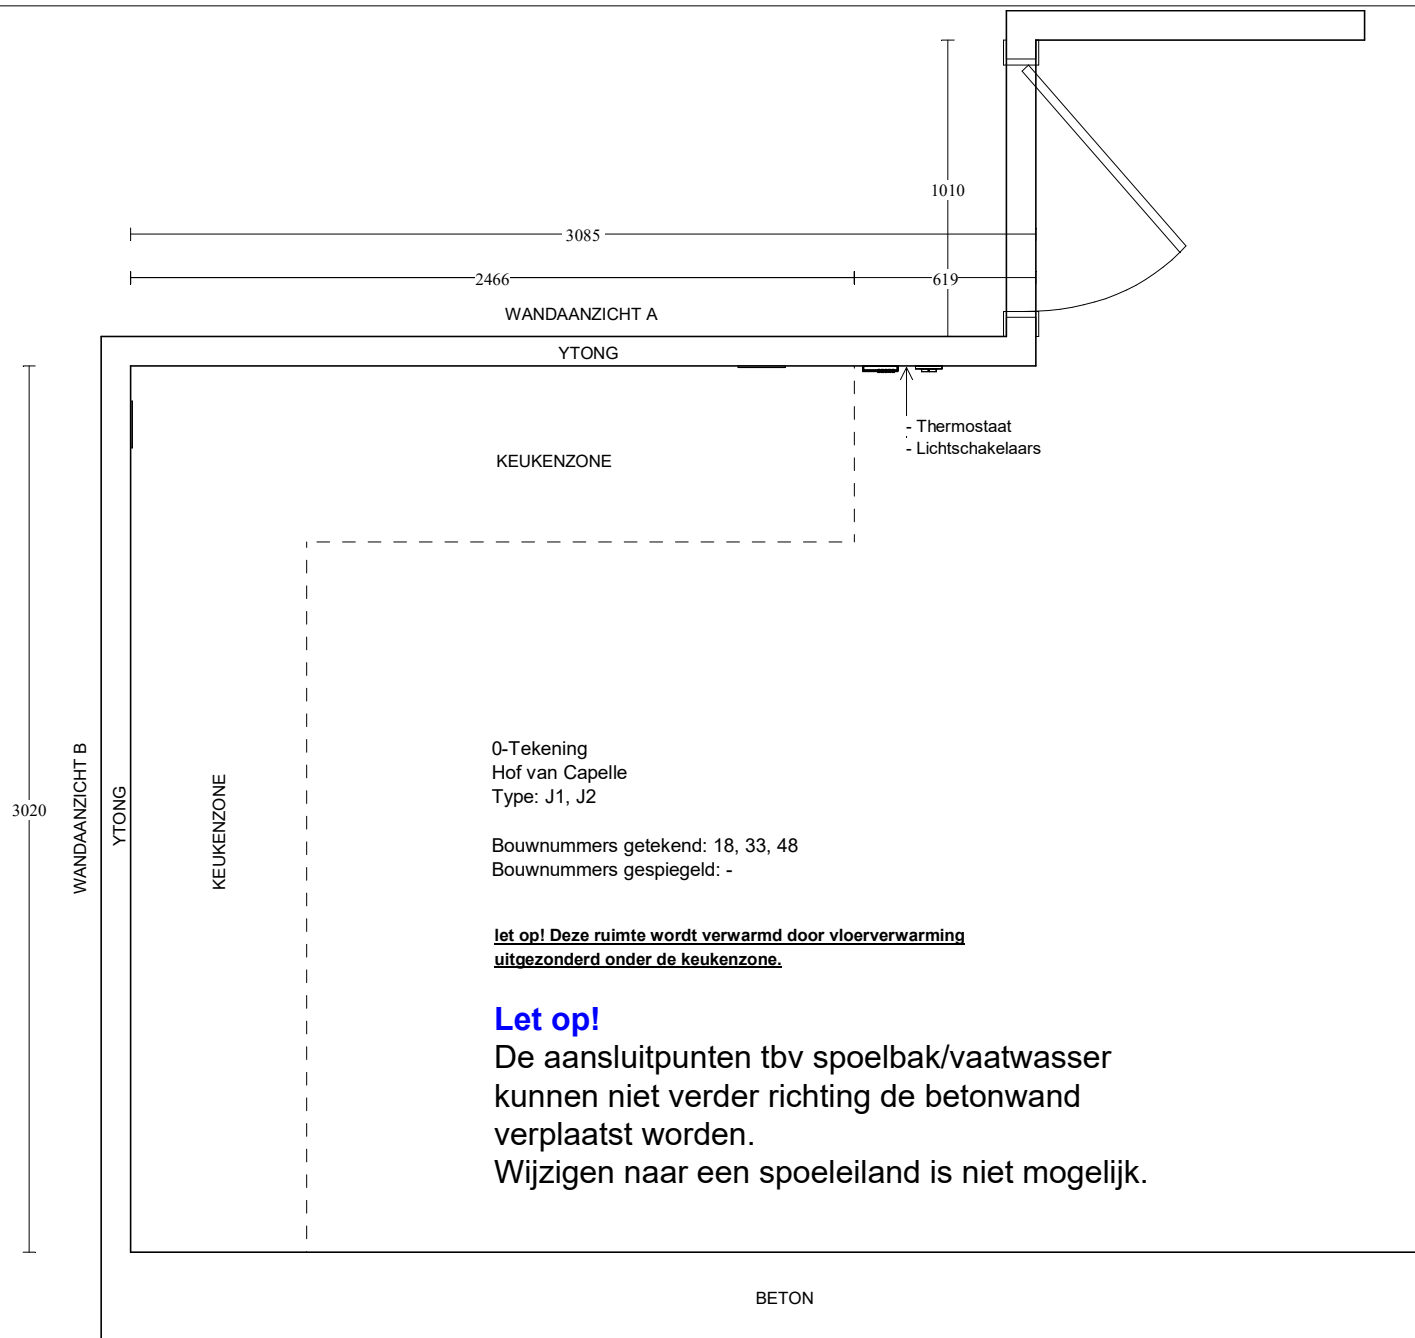 1010
3085
2466
619
WANDAANZICHT A
YTONG
- Thermostaat
- Lichtschakelaars
KEUKENZONE
3020
WANDAANZICHT B
YTONG
KEUKENZONE
0-Tekening
Hof van Capelle
Type: J1, J2
Bouwnummers getekend: 18, 33, 48
Bouwnummers gespiegeld: -
let op! Deze ruimte wordt verwarmd door vloerverwarming
uitgezonderd onder de keukenzone.
Let op!
De aansluitpunten tbv spoelbak/vaatwasser
kunnen niet verder richting de betonwand
verplaatst worden.
Wijzigen naar een spoeleiland is niet mogelijk.
BETON